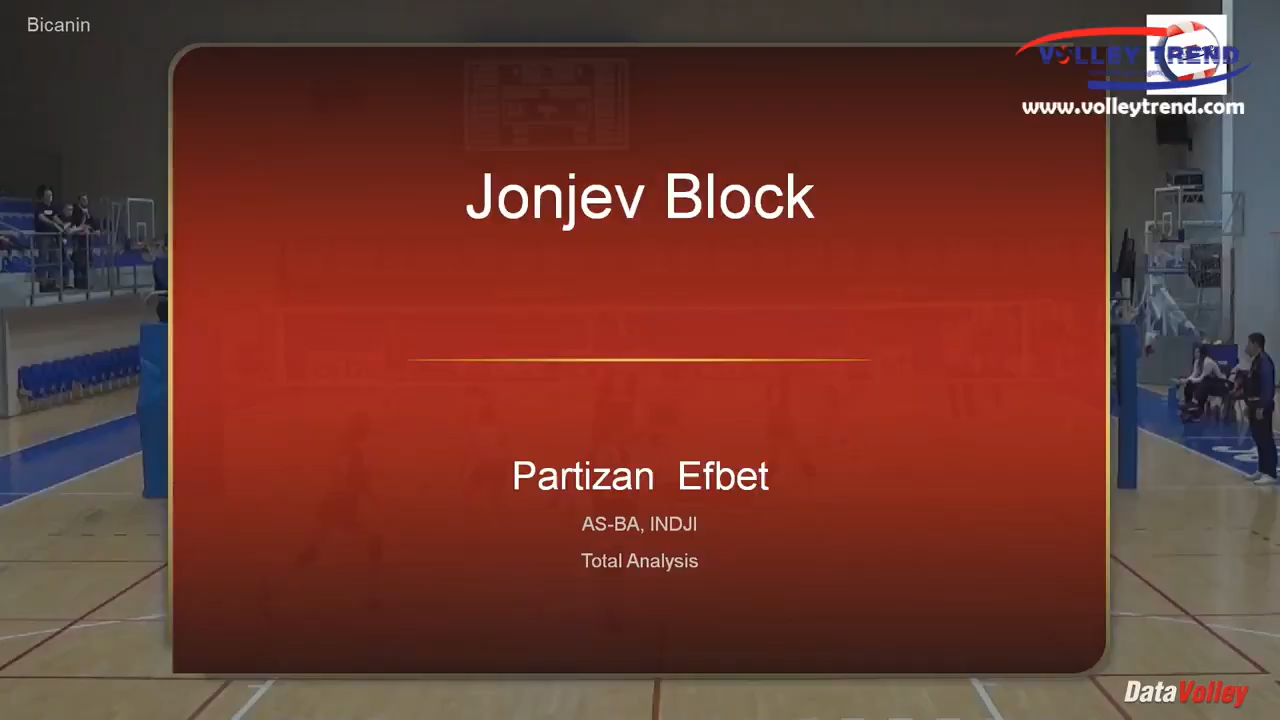 Bicanin
VOLLEY TREND
www.volleytrend.com
Jonjev Block
Partizan Efbet
AS-BA, INDJI
Total Analysis
DataVolley